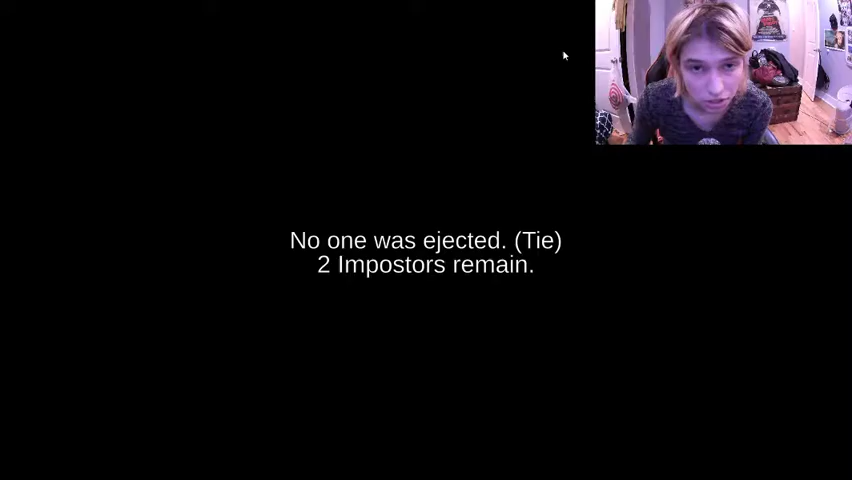 No one was ejected. (Tie)
2 Impostors remain.